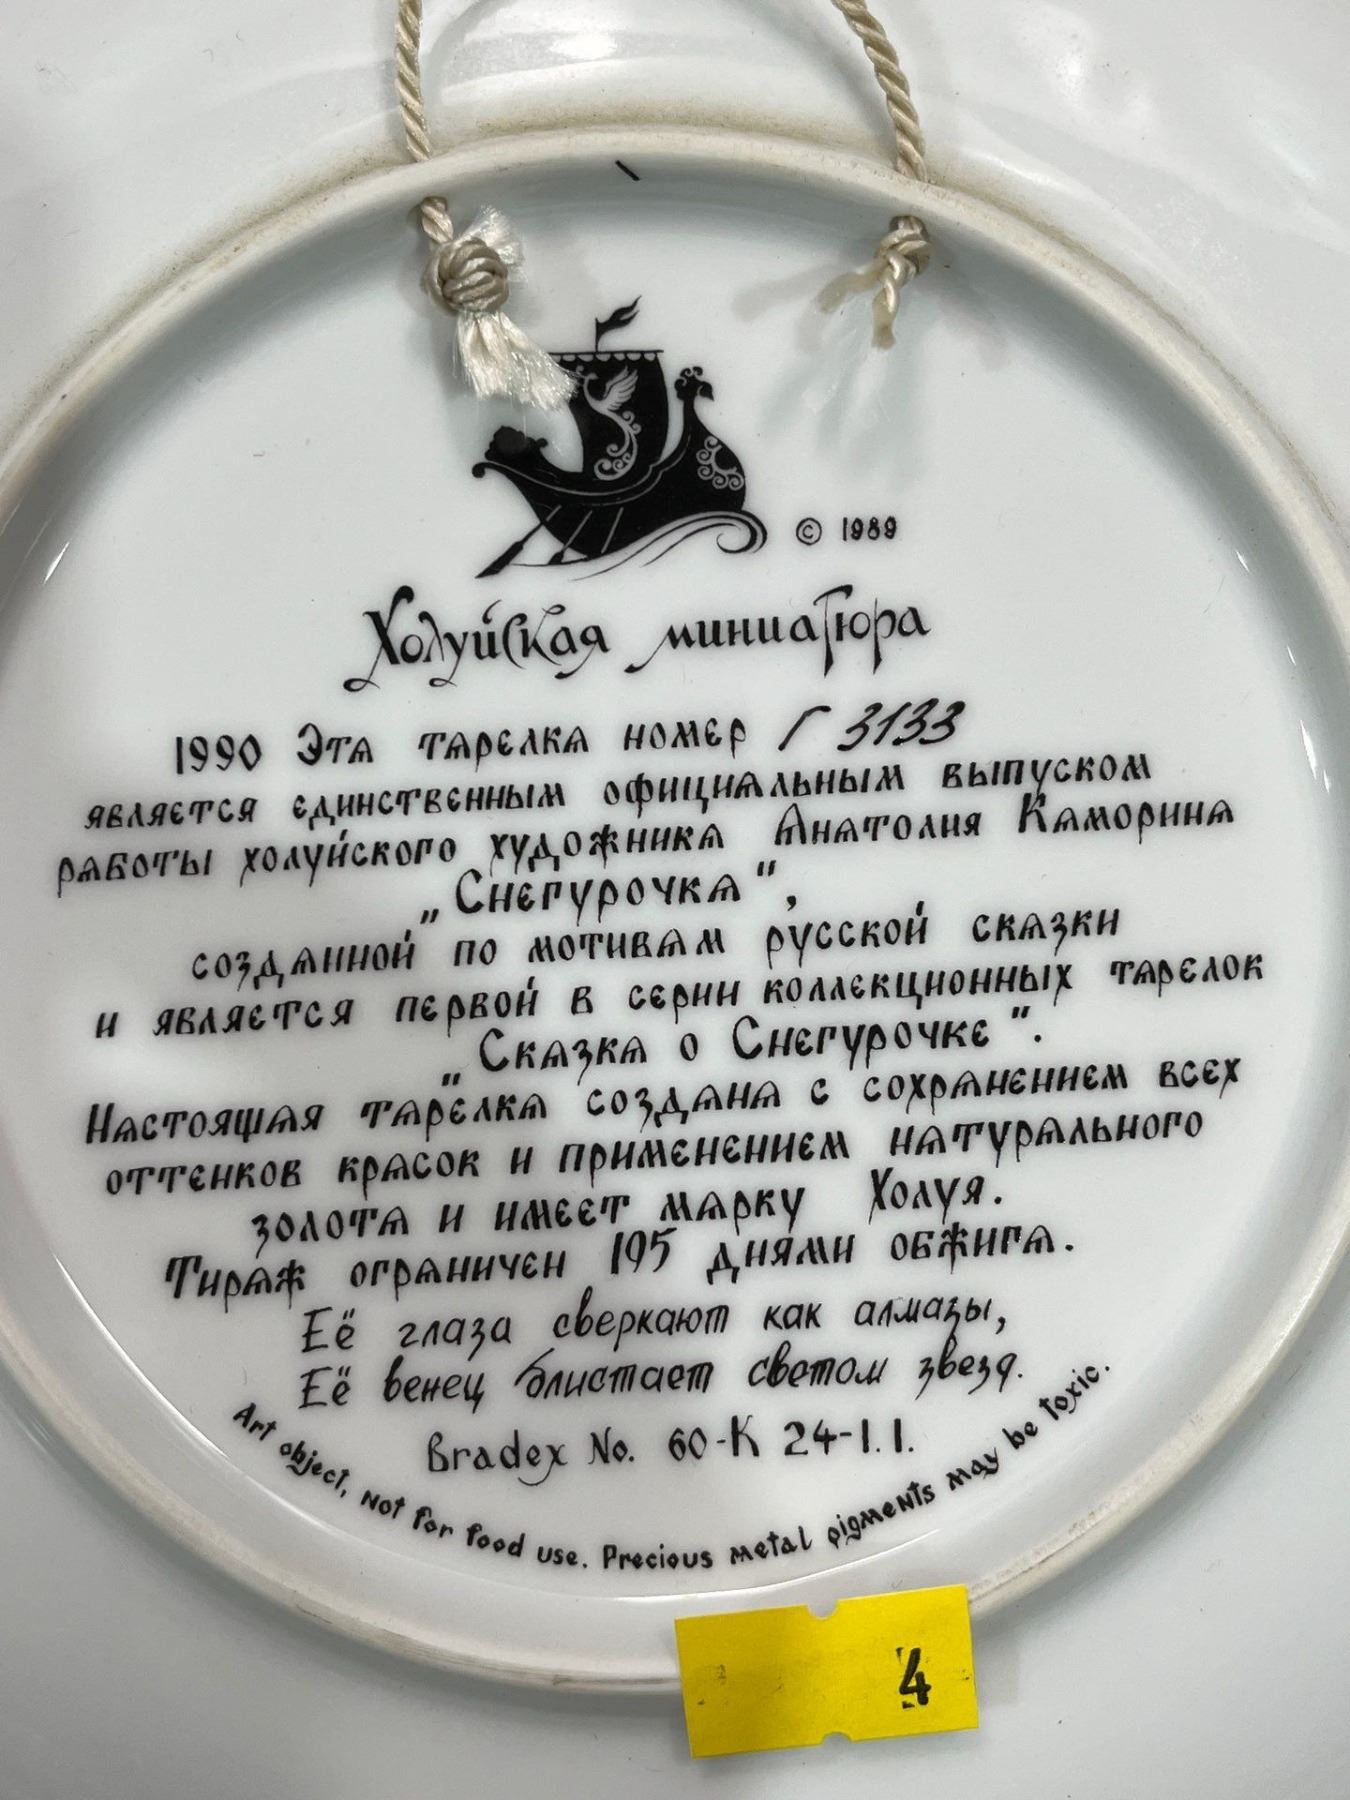 © 1989
Холуйская миниатюра
1990 Эта тарелка номер Г 3133
является единственным официальным выпуском
работы холуйского художника Анатолия Каморина
„Снегурочка",
созданной по мотивам русской сказки
и является первой в серии коллекционных тарелок
„Сказка о Снегурочке".
Настоящая тарелка создана с сохранением всех
оттенков красок и применением натурального
золота и имеет марку Холуя.
Тираж ограничен 195 днями обжига.
Её глаза сверкают как алмазы,
Её венец блистает светом звезд.
Bradex No. 60-K 24-1.1.
Art object, not for food use. Precious metal pigments may be toxic.
4